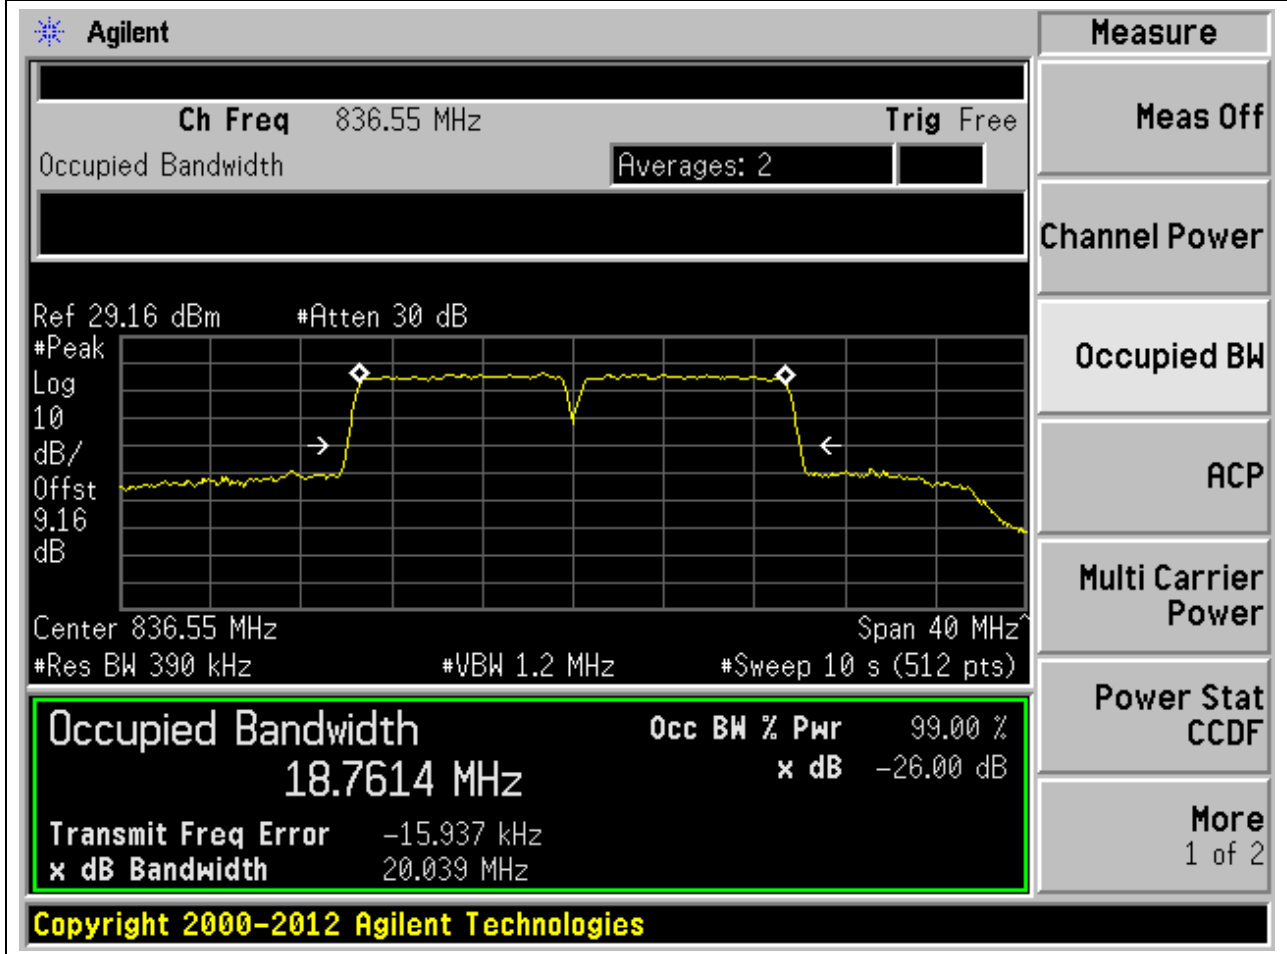 Agilent
Measure
Ch Freq 836.55 MHz Trig Free
Occupied Bandwidth Averages: 2
Meas Off
Channel Power
Occupied BW
ACP
Multi Carrier
Power
Power Stat
CCDF
More
1 of 2
Ref 29.16 dBm #Atten 30 dB
#Peak
Log
10
dB/
Offst
9.16
dB
Center 836.55 MHz Span 40 MHz^
#Res BW 390 kHz #VBW 1.2 MHz #Sweep 10 s (512 pts)
Occupied Bandwidth Occ BW % Pwr 99.00 %
18.7614 MHz x dB -26.00 dB
Transmit Freq Error -15.937 kHz
x dB Bandwidth 20.039 MHz
Copyright 2000-2012 Agilent Technologies